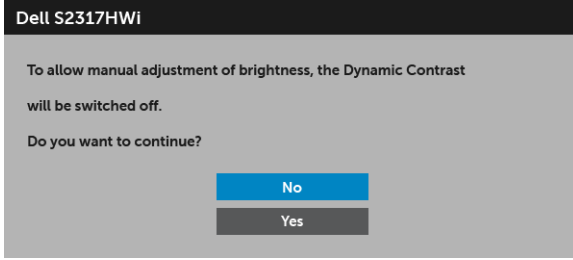 Dell S2317HWi
To allow manual adjustment of brightness, the Dynamic Contrast
will be switched off.
Do you want to continue?
No
Yes